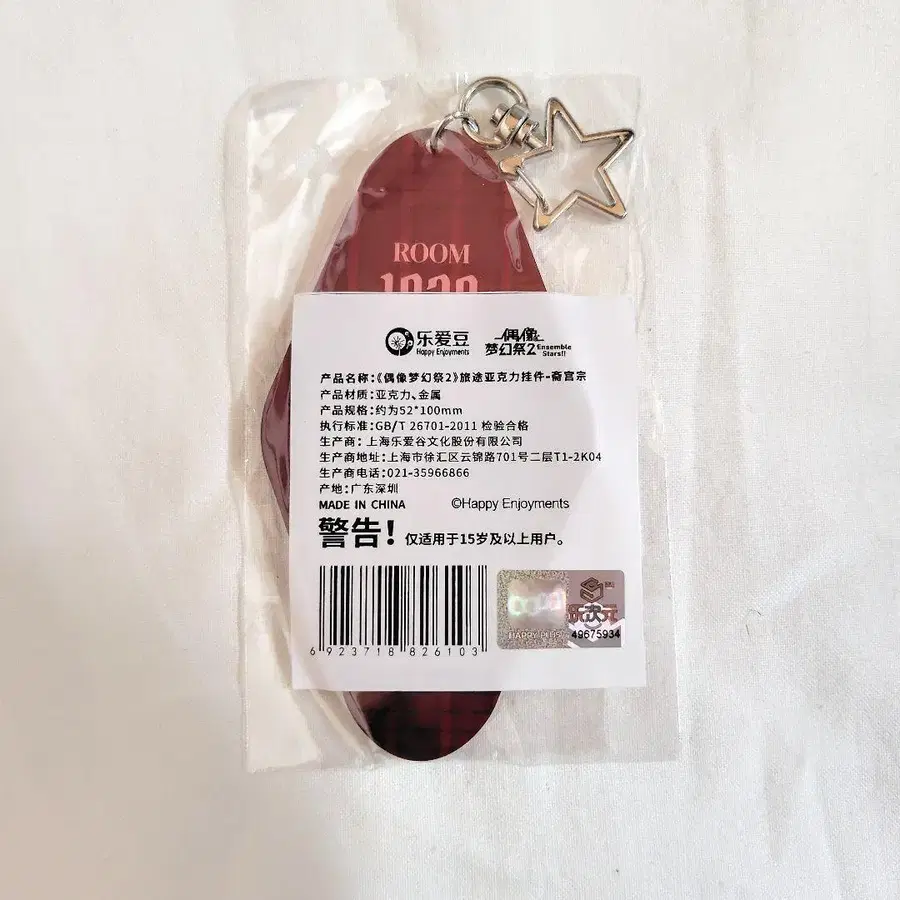 ROOM
乐爱豆
Happy Enjoyments
偶像
梦幻祭2 Ensemble Stars!!
产品名称:《偶像梦幻祭2》旅途亚克力挂件-斋宫宗
产品材质:亚克力、金属
产品规格:约为52*100mm
执行标准:GB/T 26701-2011 检验合格
生产商: 上海乐爱谷文化股份有限公司
生产商地址:上海市徐汇区云锦路701号二层T1-2K04
生产商电话:021-35966866
产地:广东深圳
MADE IN CHINA ©Happy Enjoyments
警告! 仅适用于15岁及以上用户。
6 923718 826103
HAPPY PLUS
次元
49675934